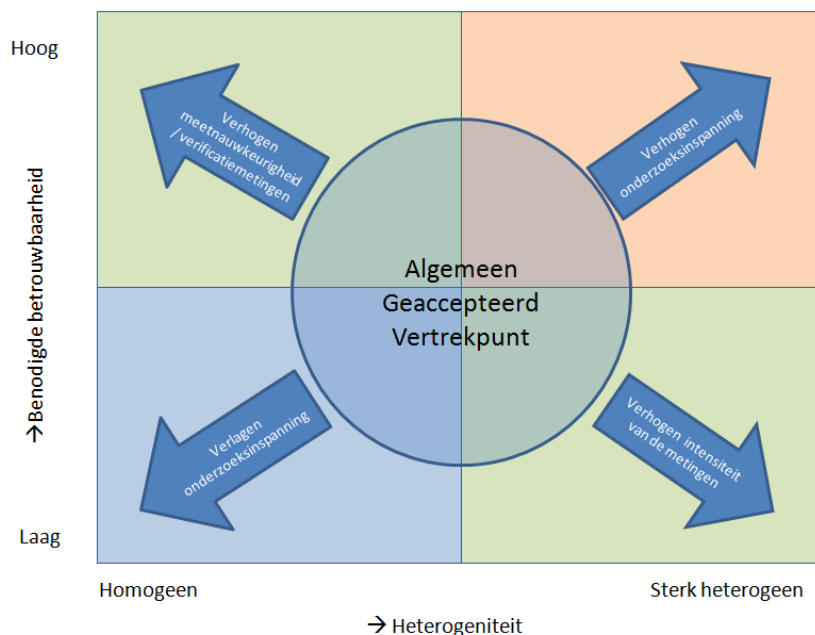 Hoog
Verhogen
meetnauwkeurigheid
/verificatiemetingen
Verhogen
onderzoeksinspanning
→ Benodigde betrouwbaarheid
Algemeen
Geaccepteerd
Vertrekpunt
Verlagen
onderzoeksinspanning
Verhogen intensiteit
van de metingen
Laag
Homogeen
Sterk heterogeen
→ Heterogeniteit